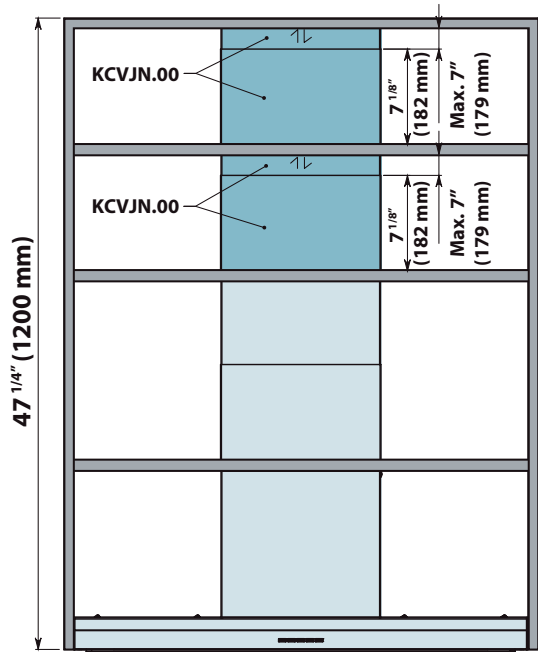 KCVJN.00
7 1/8"
(182 mm)
Max. 7"
(179 mm)
KCVJN.00
7 1/8"
(182 mm)
Max. 7"
(179 mm)
47 1/4" (1200 mm)